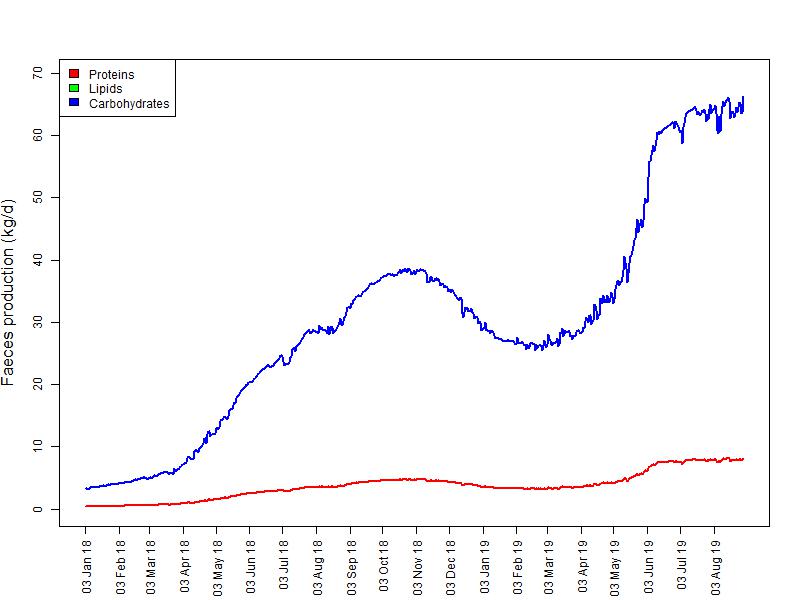 Proteins
Lipids
Carbohydrates
Faeces production (kg/d)
70
60
50
40
30
20
10
0
03 Jan 18
03 Feb 18
03 Mar 18
03 Apr 18
03 May 18
03 Jun 18
03 Jul 18
03 Aug 18
03 Sep 18
03 Oct 18
03 Nov 18
03 Dec 18
03 Jan 19
03 Feb 19
03 Mar 19
03 Apr 19
03 May 19
03 Jun 19
03 Jul 19
03 Aug 19